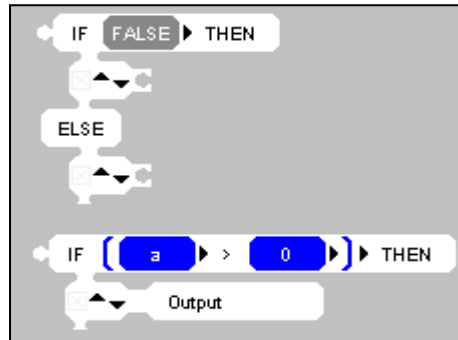 IF FALSE THEN
ELSE
IF ( a > 0 ) THEN
Output